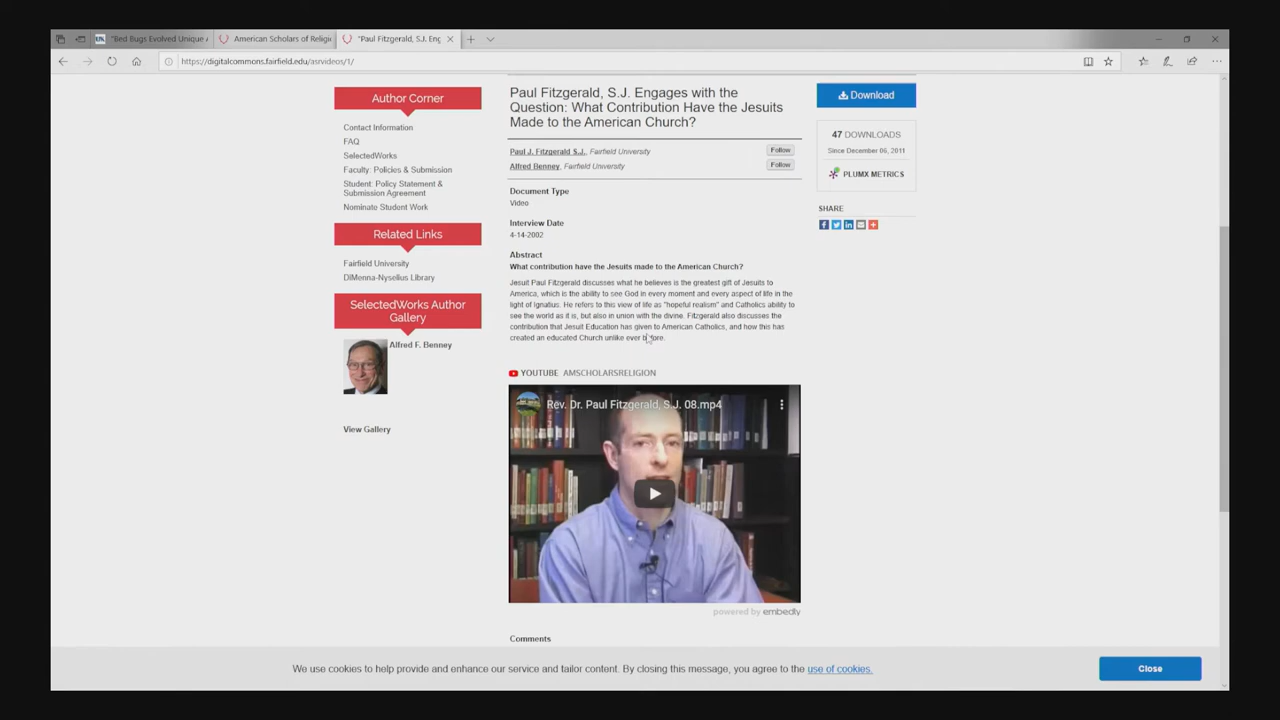 "Bed Bugs Evolved Unique
American Scholars of Religi
"Paul Fitzgerald, S.J. Eng
https://digitalcommons.fairfield.edu/asrvideos/1/
Author Corner
Contact Information
FAQ
SelectedWorks
Faculty: Policies & Submission
Student: Policy Statement &
Submission Agreement
Nominate Student Work
Related Links
Fairfield University
DiMenna-Nyselius Library
SelectedWorks Author
Gallery
Alfred F. Benney
View Gallery
Paul Fitzgerald, S.J. Engages with the
Question: What Contribution Have the Jesuits
Made to the American Church?
Paul J. Fitzgerald S.J., Fairfield University
Follow
Alfred Benney, Fairfield University
Follow
Document Type
Video
Interview Date
4-14-2002
Abstract
What contribution have the Jesuits made to the American Church?
Jesuit Paul Fitzgerald discusses what he believes is the greatest gift of Jesuits to
America, which is the ability to see God in every moment and every aspect of life in the
light of Ignatius. He refers to this view of life as "hopeful realism" and Catholics ability to
see the world as it is, but also in union with the divine. Fitzgerald also discusses the
contribution that Jesuit Education has given to American Catholics, and how this has
created an educated Church unlike ever before.
YOUTUBE AMSCHOLARSRELIGION
Rev. Dr. Paul Fitzgerald, S.J. 08.mp4
powered by embedly
Comments
Download
47 DOWNLOADS
Since December 06, 2011
PLUMX METRICS
SHARE
We use cookies to help provide and enhance our service and tailor content. By closing this message, you agree to the use of cookies.
Close